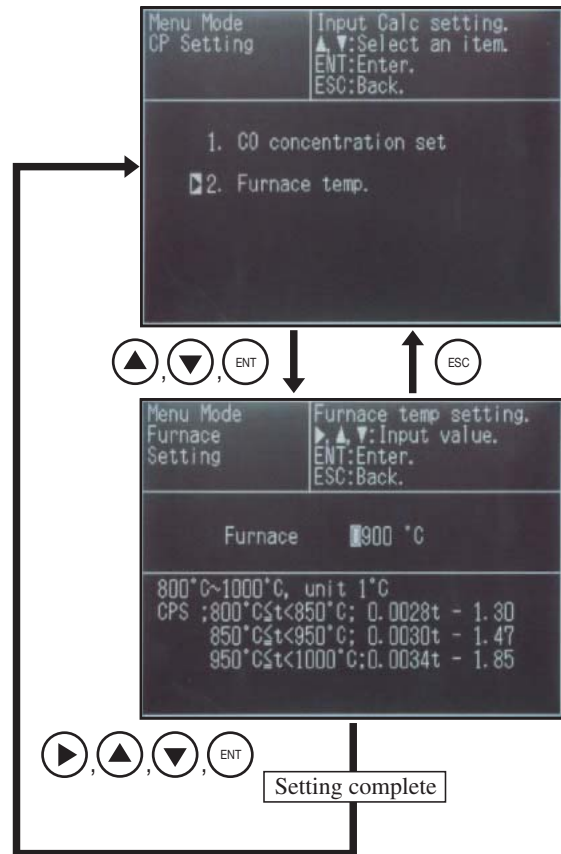 Menu Mode
CP Setting
Input Calc setting.
▲,▼:Select an item.
ENT:Enter.
ESC:Back.
1. CO concentration set
2. Furnace temp.
▲,▼,ENT
ESC
Menu Mode
Furnace
Setting
Furnace temp setting.
▶,▲,▼:Input value.
ENT:Enter.
ESC:Back.
Furnace 0900 °C
800°C~1000°C, unit 1°C
CPS ;800°C≦t<850°C; 0.0028t - 1.30
850°C≦t<950°C; 0.0030t - 1.47
950°C≦t<1000°C;0.0034t - 1.85
▶,▲,▼,ENT
Setting complete